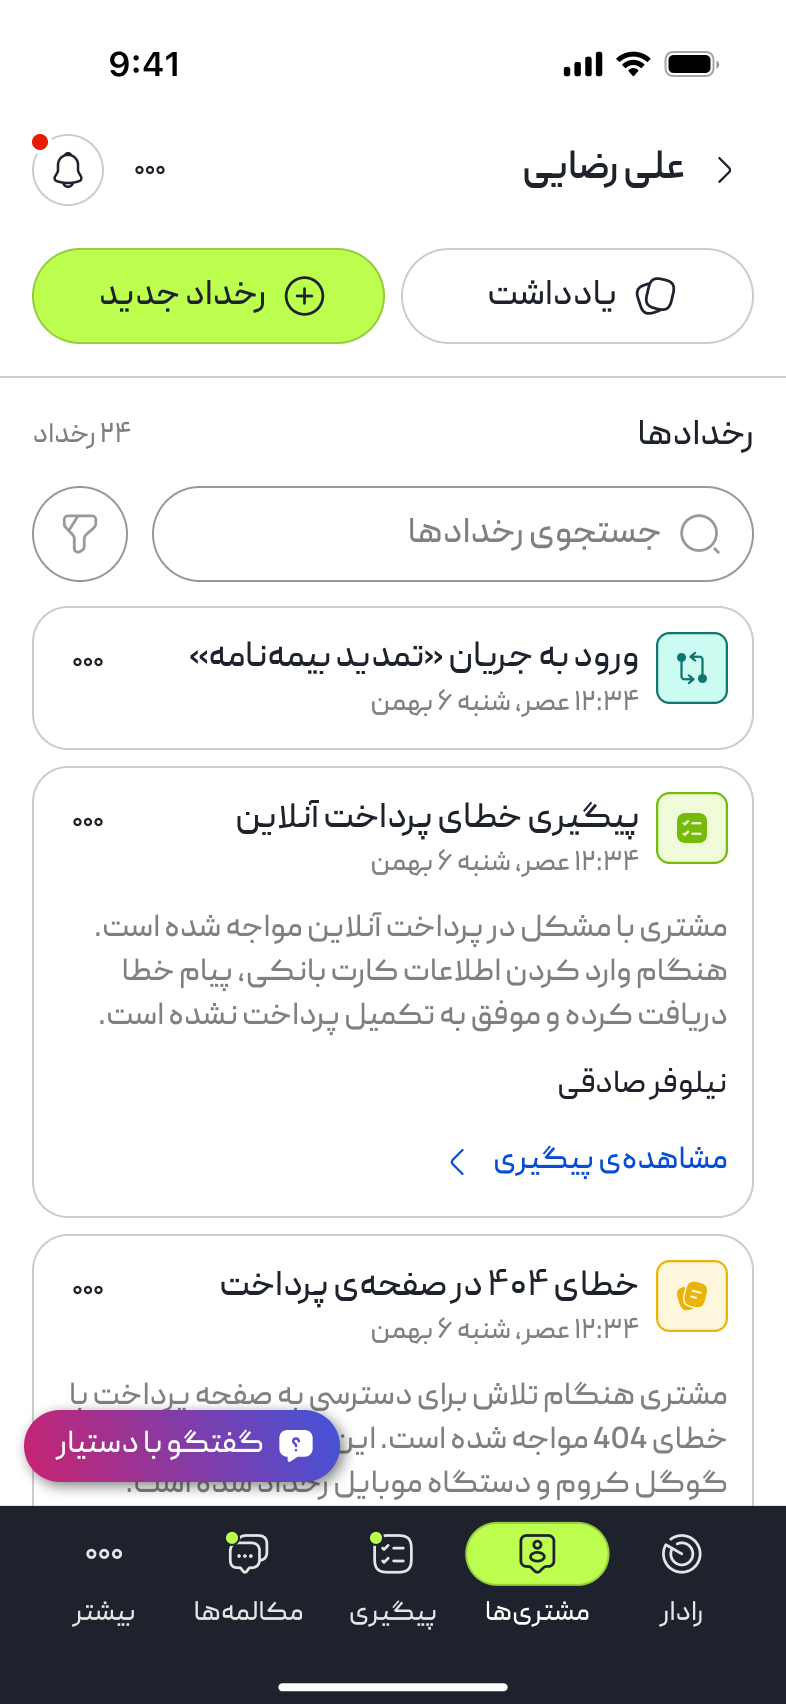 9:41
علی رضایی
یادداشت
رخداد جدید
رخدادها
۲۴ رخداد
جستجوی رخدادها
ورود به جریان «تمدید بیمه‌نامه»
۱۲:۳۴ عصر، شنبه ۶ بهمن
پیگیری خطای پرداخت آنلاین
۱۲:۳۴ عصر، شنبه ۶ بهمن
مشتری با مشکل در پرداخت آنلاین مواجه شده است.
هنگام وارد کردن اطلاعات کارت بانکی، پیام خطا
دریافت کرده و موفق به تکمیل پرداخت نشده است.
نیلوفر صادقی
مشاهده‌ی پیگیری
خطای ۴۰۴ در صفحه‌ی پرداخت
۱۲:۳۴ عصر، شنبه ۶ بهمن
مشتری هنگام تلاش برای دسترسی به صفحه پرداخت با
خطای 404 مواجه شده است. این
گوگل کروم و دستگاه موبایل رخداد شده است.
گفتگو با دستیار
رادار
مشتری‌ها
پیگیری
مکالمه‌ها
بیشتر